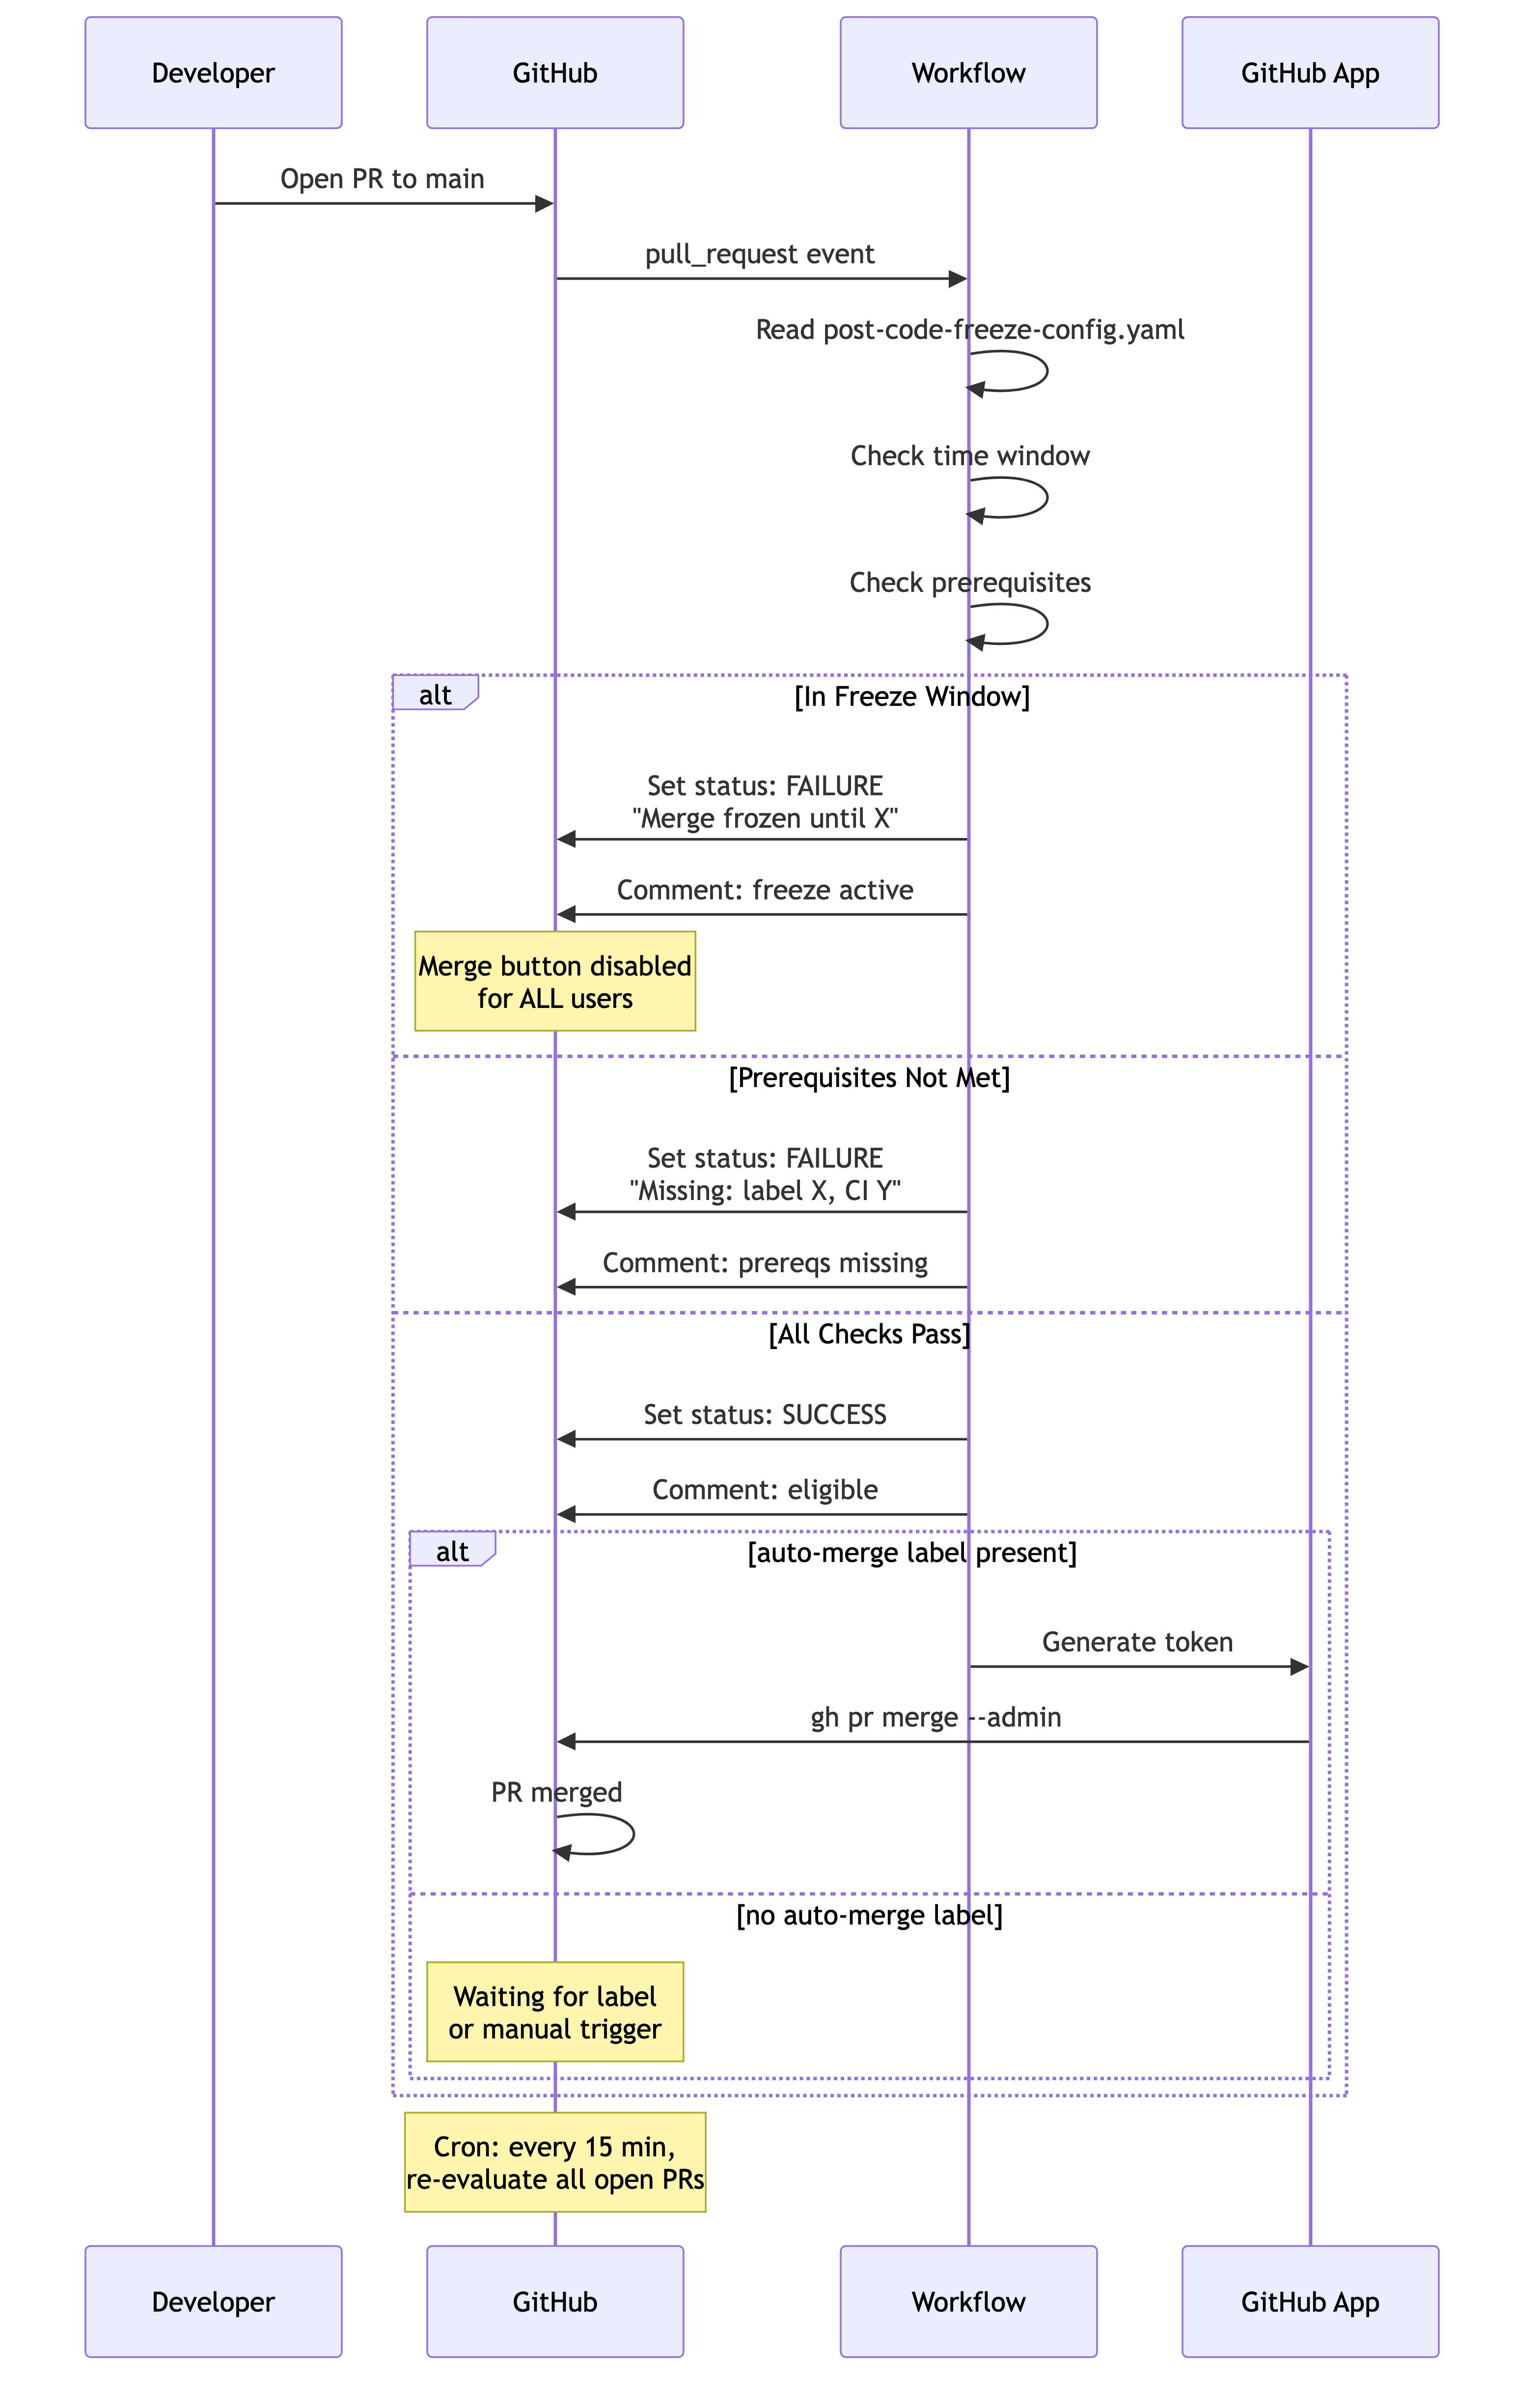 Developer
GitHub
Workflow
GitHub App
Open PR to main
pull_request event
Read post-code-freeze-config.yaml
Check time window
Check prerequisites
alt
[In Freeze Window]
Set status: FAILURE
"Merge frozen until X"
Comment: freeze active
Merge button disabled
for ALL users
[Prerequisites Not Met]
Set status: FAILURE
"Missing: label X, CI Y"
Comment: prereqs missing
[All Checks Pass]
Set status: SUCCESS
Comment: eligible
alt
[auto-merge label present]
Generate token
gh pr merge --admin
PR merged
[no auto-merge label]
Waiting for label
or manual trigger
Cron: every 15 min,
re-evaluate all open PRs
Developer
GitHub
Workflow
GitHub App